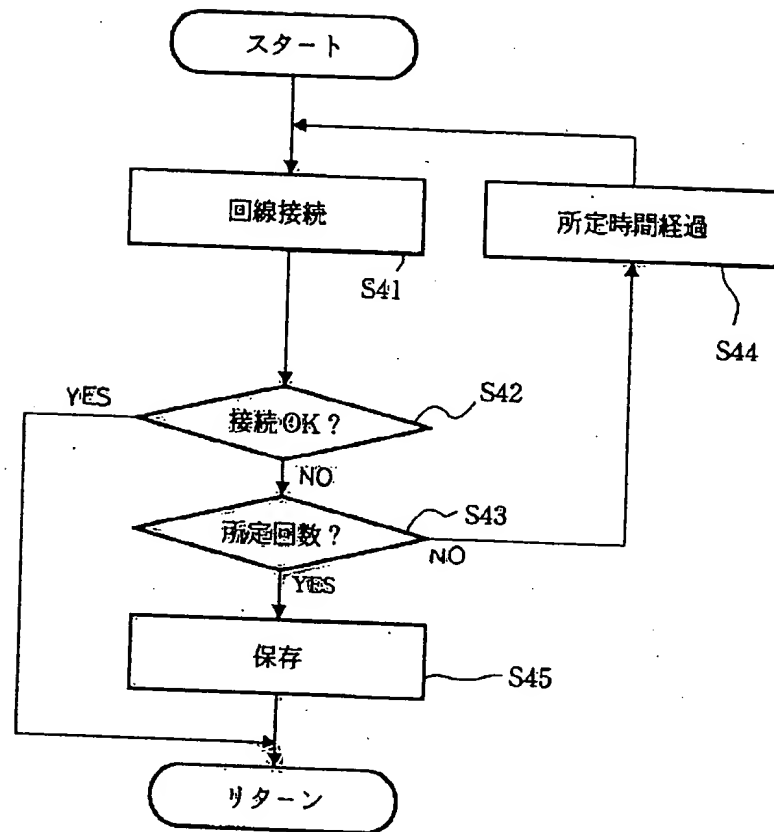 スタート
回線接続
S41
所定時間経過
S44
接続OK?
S42
YES
NO
所定回数?
S43
NO
YES
保存
S45
リターン